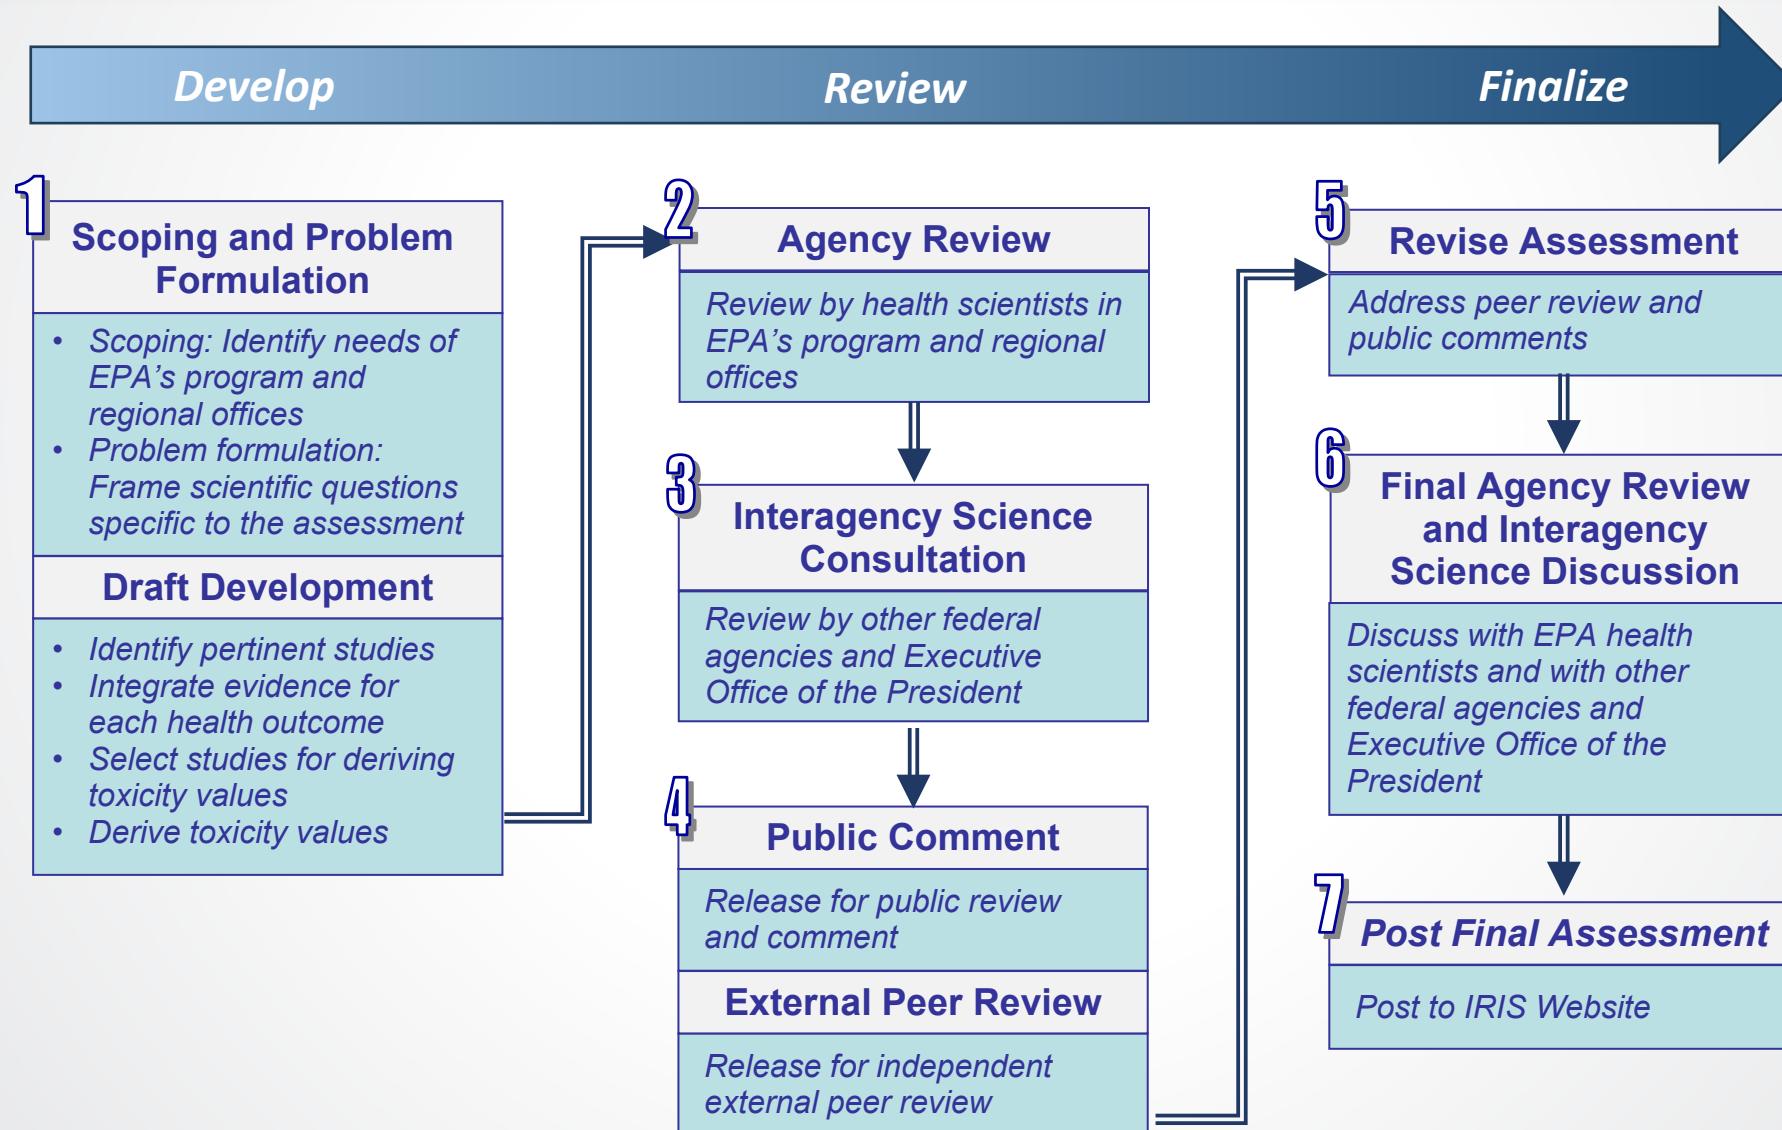 Develop
Review
Finalize
1
Scoping and Problem
Formulation
• Scoping: Identify needs of
EPA’s program and
regional offices
• Problem formulation:
Frame scientific questions
specific to the assessment
Draft Development
• Identify pertinent studies
• Integrate evidence for
each health outcome
• Select studies for deriving
toxicity values
• Derive toxicity values
2
Agency Review
Review by health scientists in
EPA’s program and regional
offices
3
Interagency Science
Consultation
Review by other federal
agencies and Executive
Office of the President
4
Public Comment
Release for public review
and comment
External Peer Review
Release for independent
external peer review
5
Revise Assessment
Address peer review and
public comments
6
Final Agency Review
and Interagency
Science Discussion
Discuss with EPA health
scientists and with other
federal agencies and
Executive Office of the
President
7
Post Final Assessment
Post to IRIS Website